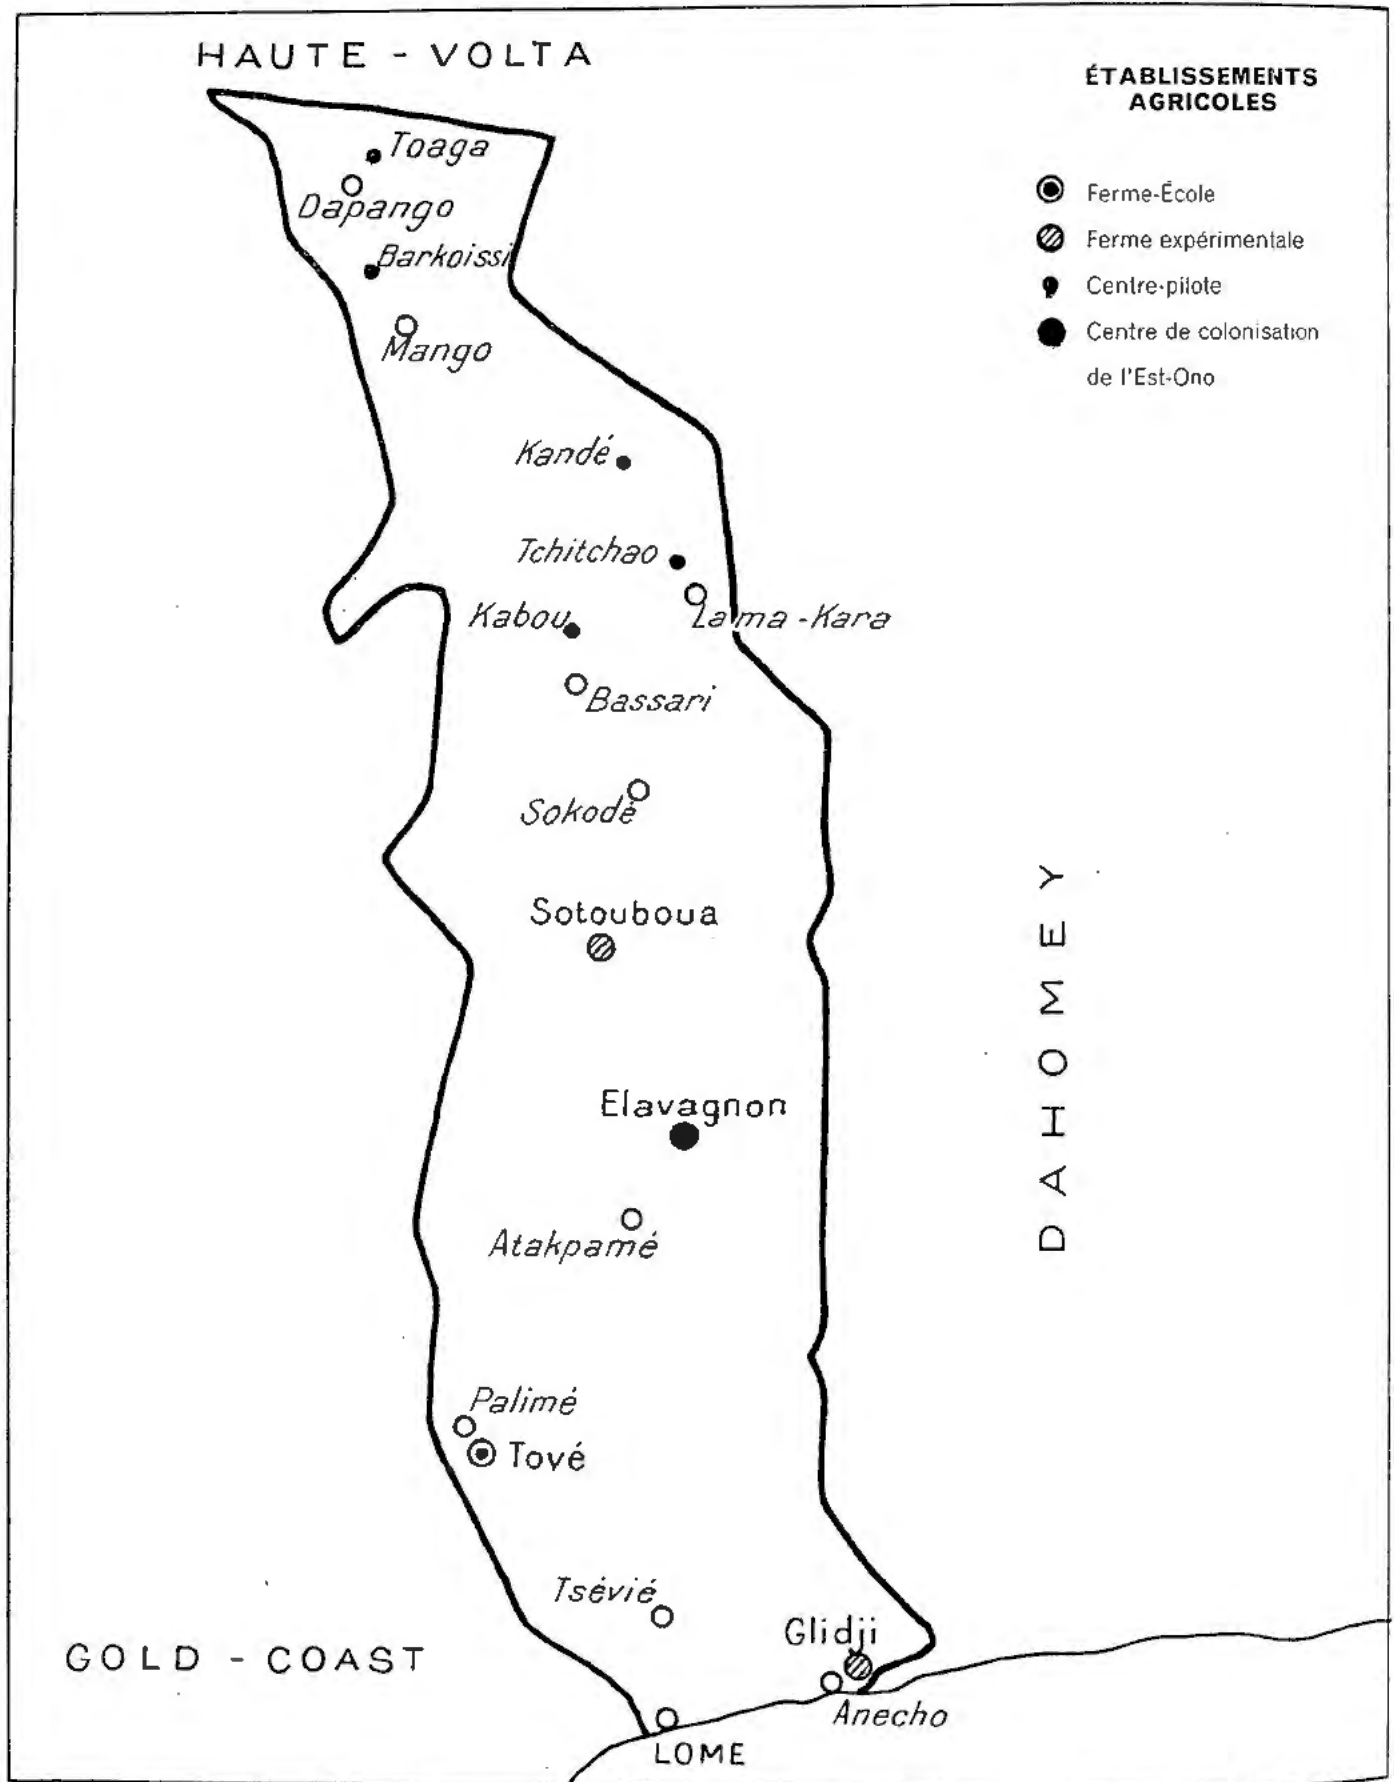 HAUTE - VOLTA
ÉTABLISSEMENTS
AGRICOLES
Ferme-École
Ferme expérimentale
Centre-pilote
Centre de colonisation
de l'Est-Ono
Toaga
Dapango
Barkoissi
Mango
Kandé
Tchitchao
Lama-Kara
Kabou
Bassari
Sokodé
Sotouboua
DAHOMEY
Elavagnon
Atakpamé
Palimé
Tové
Tsévié
Glidji
GOLD - COAST
Anecho
LOME